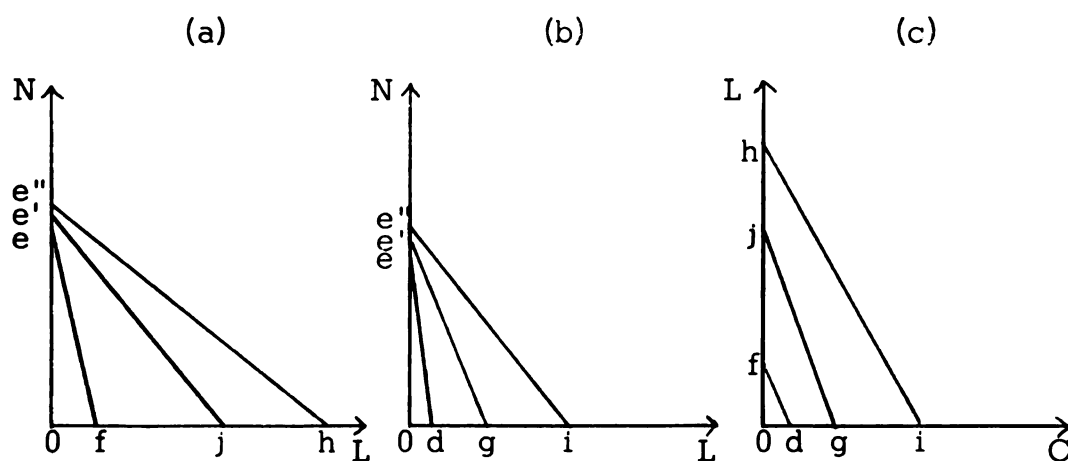 (a) (b) (c)
N N L
h
e"
e'
e
e"
e'
e
j
f
0 f j h L
0 d g i L
0 d g i C